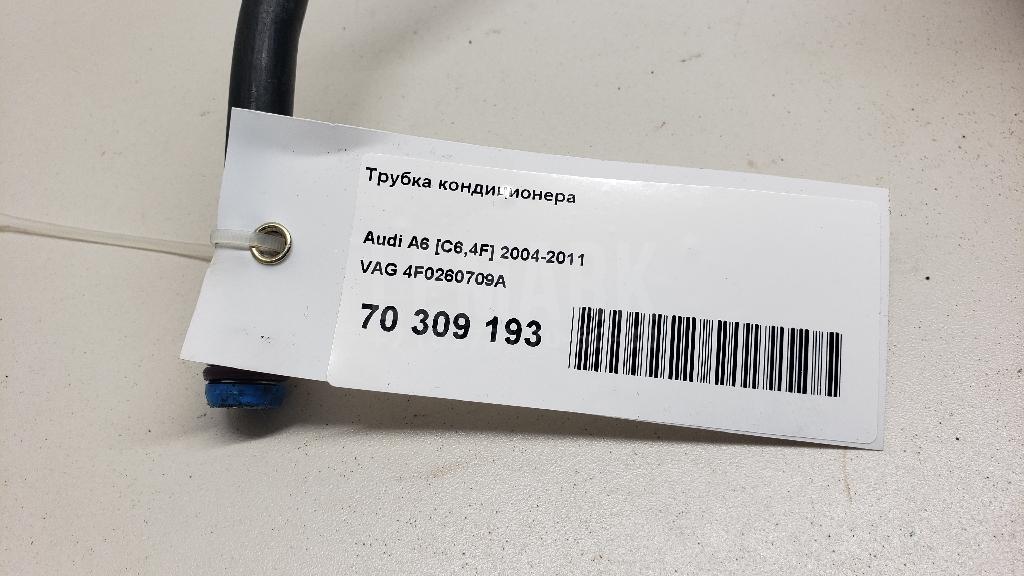 Трубка кондиционера
Audi A6 [C6,4F] 2004-2011
VAG 4F0260709A
70 309 193